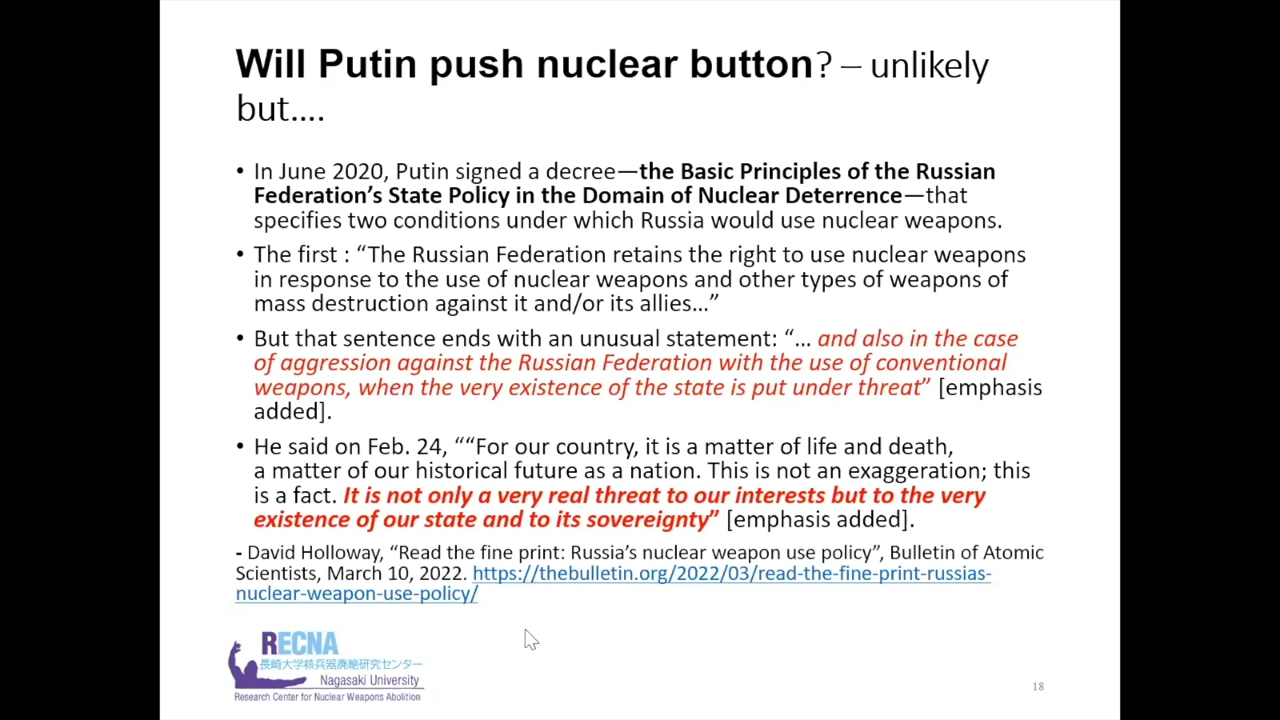 Will Putin push nuclear button? – unlikely
but….
• In June 2020, Putin signed a decree—the Basic Principles of the Russian
Federation’s State Policy in the Domain of Nuclear Deterrence—that
specifies two conditions under which Russia would use nuclear weapons.
• The first : “The Russian Federation retains the right to use nuclear weapons
in response to the use of nuclear weapons and other types of weapons of
mass destruction against it and/or its allies…”
• But that sentence ends with an unusual statement: “… and also in the case
of aggression against the Russian Federation with the use of conventional
weapons, when the very existence of the state is put under threat” [emphasis
added].
• He said on Feb. 24, ““For our country, it is a matter of life and death,
a matter of our historical future as a nation. This is not an exaggeration; this
is a fact. It is not only a very real threat to our interests but to the very
existence of our state and to its sovereignty” [emphasis added].
- David Holloway, “Read the fine print: Russia’s nuclear weapon use policy”, Bulletin of Atomic
Scientists, March 10, 2022. https://thebulletin.org/2022/03/read-the-fine-print-russias-
nuclear-weapon-use-policy/
RECNA
長崎大学核兵器廃絶研究センター
Nagasaki University
Research Center for Nuclear Weapons Abolition
18